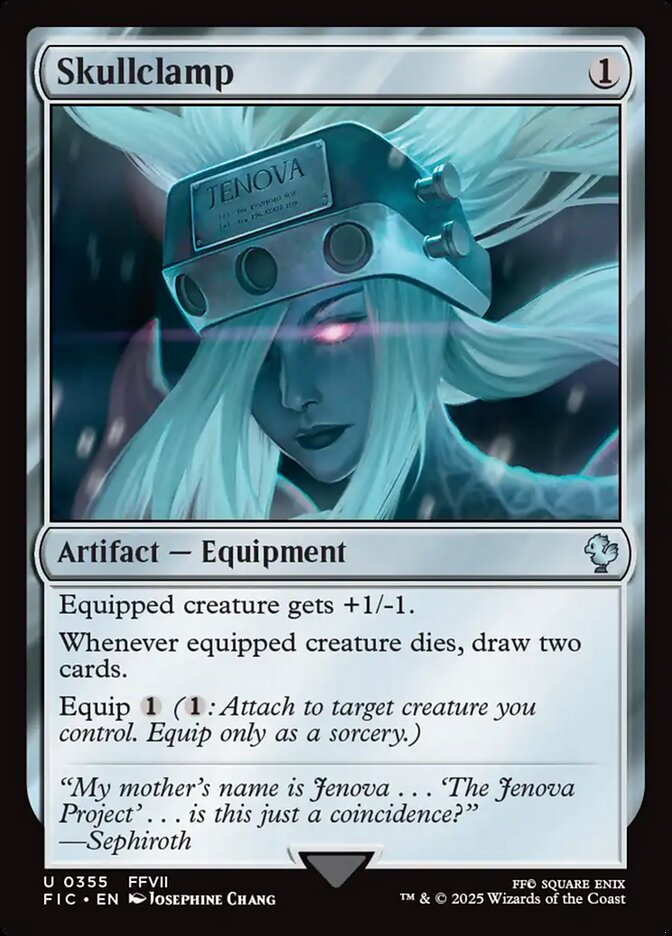 Skullclamp 1
JENOVA
Artifact — Equipment
Equipped creature gets +1/-1.
Whenever equipped creature dies, draw two
cards.
Equip 1 (1: Attach to target creature you
control. Equip only as a sorcery.)
“My mother’s name is Jenova . . . ‘The Jenova
Project’ . . . is this just a coincidence?”
—Sephiroth
U 0355 FFVII
FIC • EN Josephine Chang
FF© SQUARE ENIX
™ & © 2025 Wizards of the Coast